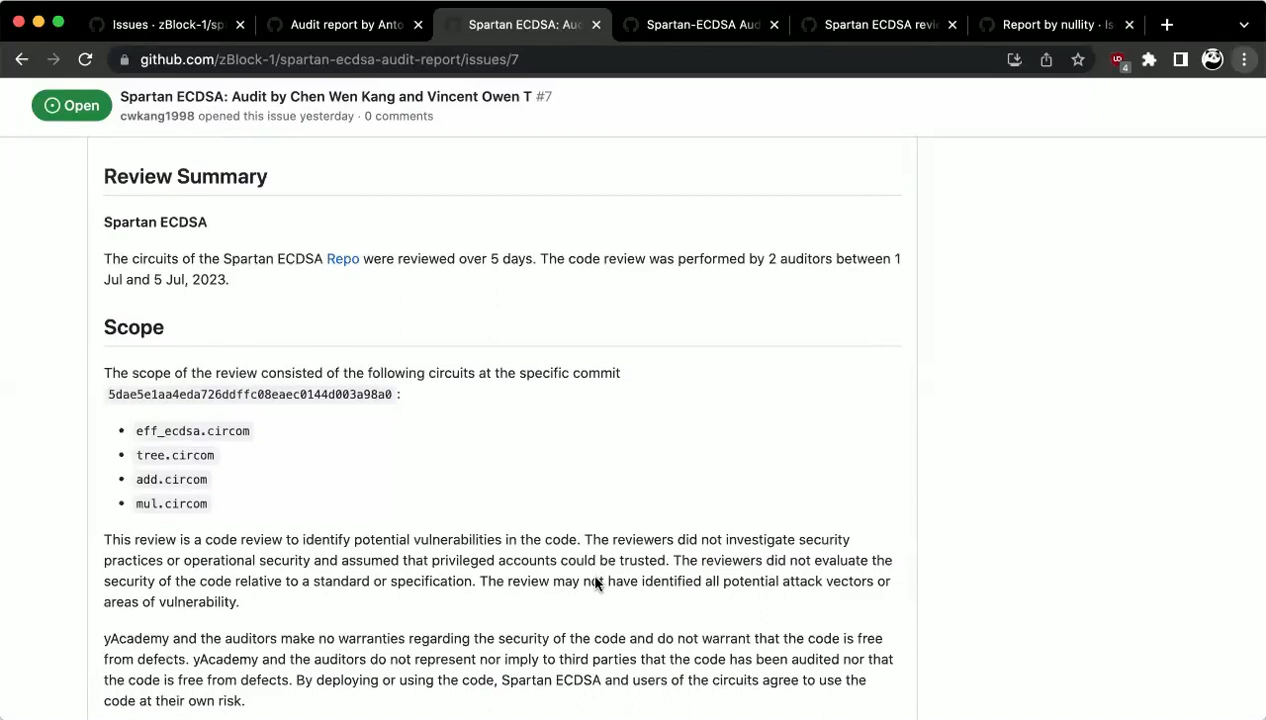 Issues · zBlock-1/sp
Audit report by Anto
Spartan ECDSA: Au
Spartan-ECDSA Aud
Spartan ECDSA revi
Report by nullity · Is
github.com/zBlock-1/spartan-ecdsa-audit-report/issues/7
4
Open
Spartan ECDSA: Audit by Chen Wen Kang and Vincent Owen T #7
cwkang1998 opened this issue yesterday · 0 comments
Review Summary
Spartan ECDSA
The circuits of the Spartan ECDSA Repo were reviewed over 5 days. The code review was performed by 2 auditors between 1
Jul and 5 Jul, 2023.
Scope
The scope of the review consisted of the following circuits at the specific commit
5dae5e1aa4eda726ddffc08eaec0144d003a98a0 :
• eff_ecdsa.circom
• tree.circom
• add.circom
• mul.circom
This review is a code review to identify potential vulnerabilities in the code. The reviewers did not investigate security
practices or operational security and assumed that privileged accounts could be trusted. The reviewers did not evaluate the
security of the code relative to a standard or specification. The review may not have identified all potential attack vectors or
areas of vulnerability.
yAcademy and the auditors make no warranties regarding the security of the code and do not warrant that the code is free
from defects. yAcademy and the auditors do not represent nor imply to third parties that the code has been audited nor that
the code is free from defects. By deploying or using the code, Spartan ECDSA and users of the circuits agree to use the
code at their own risk.